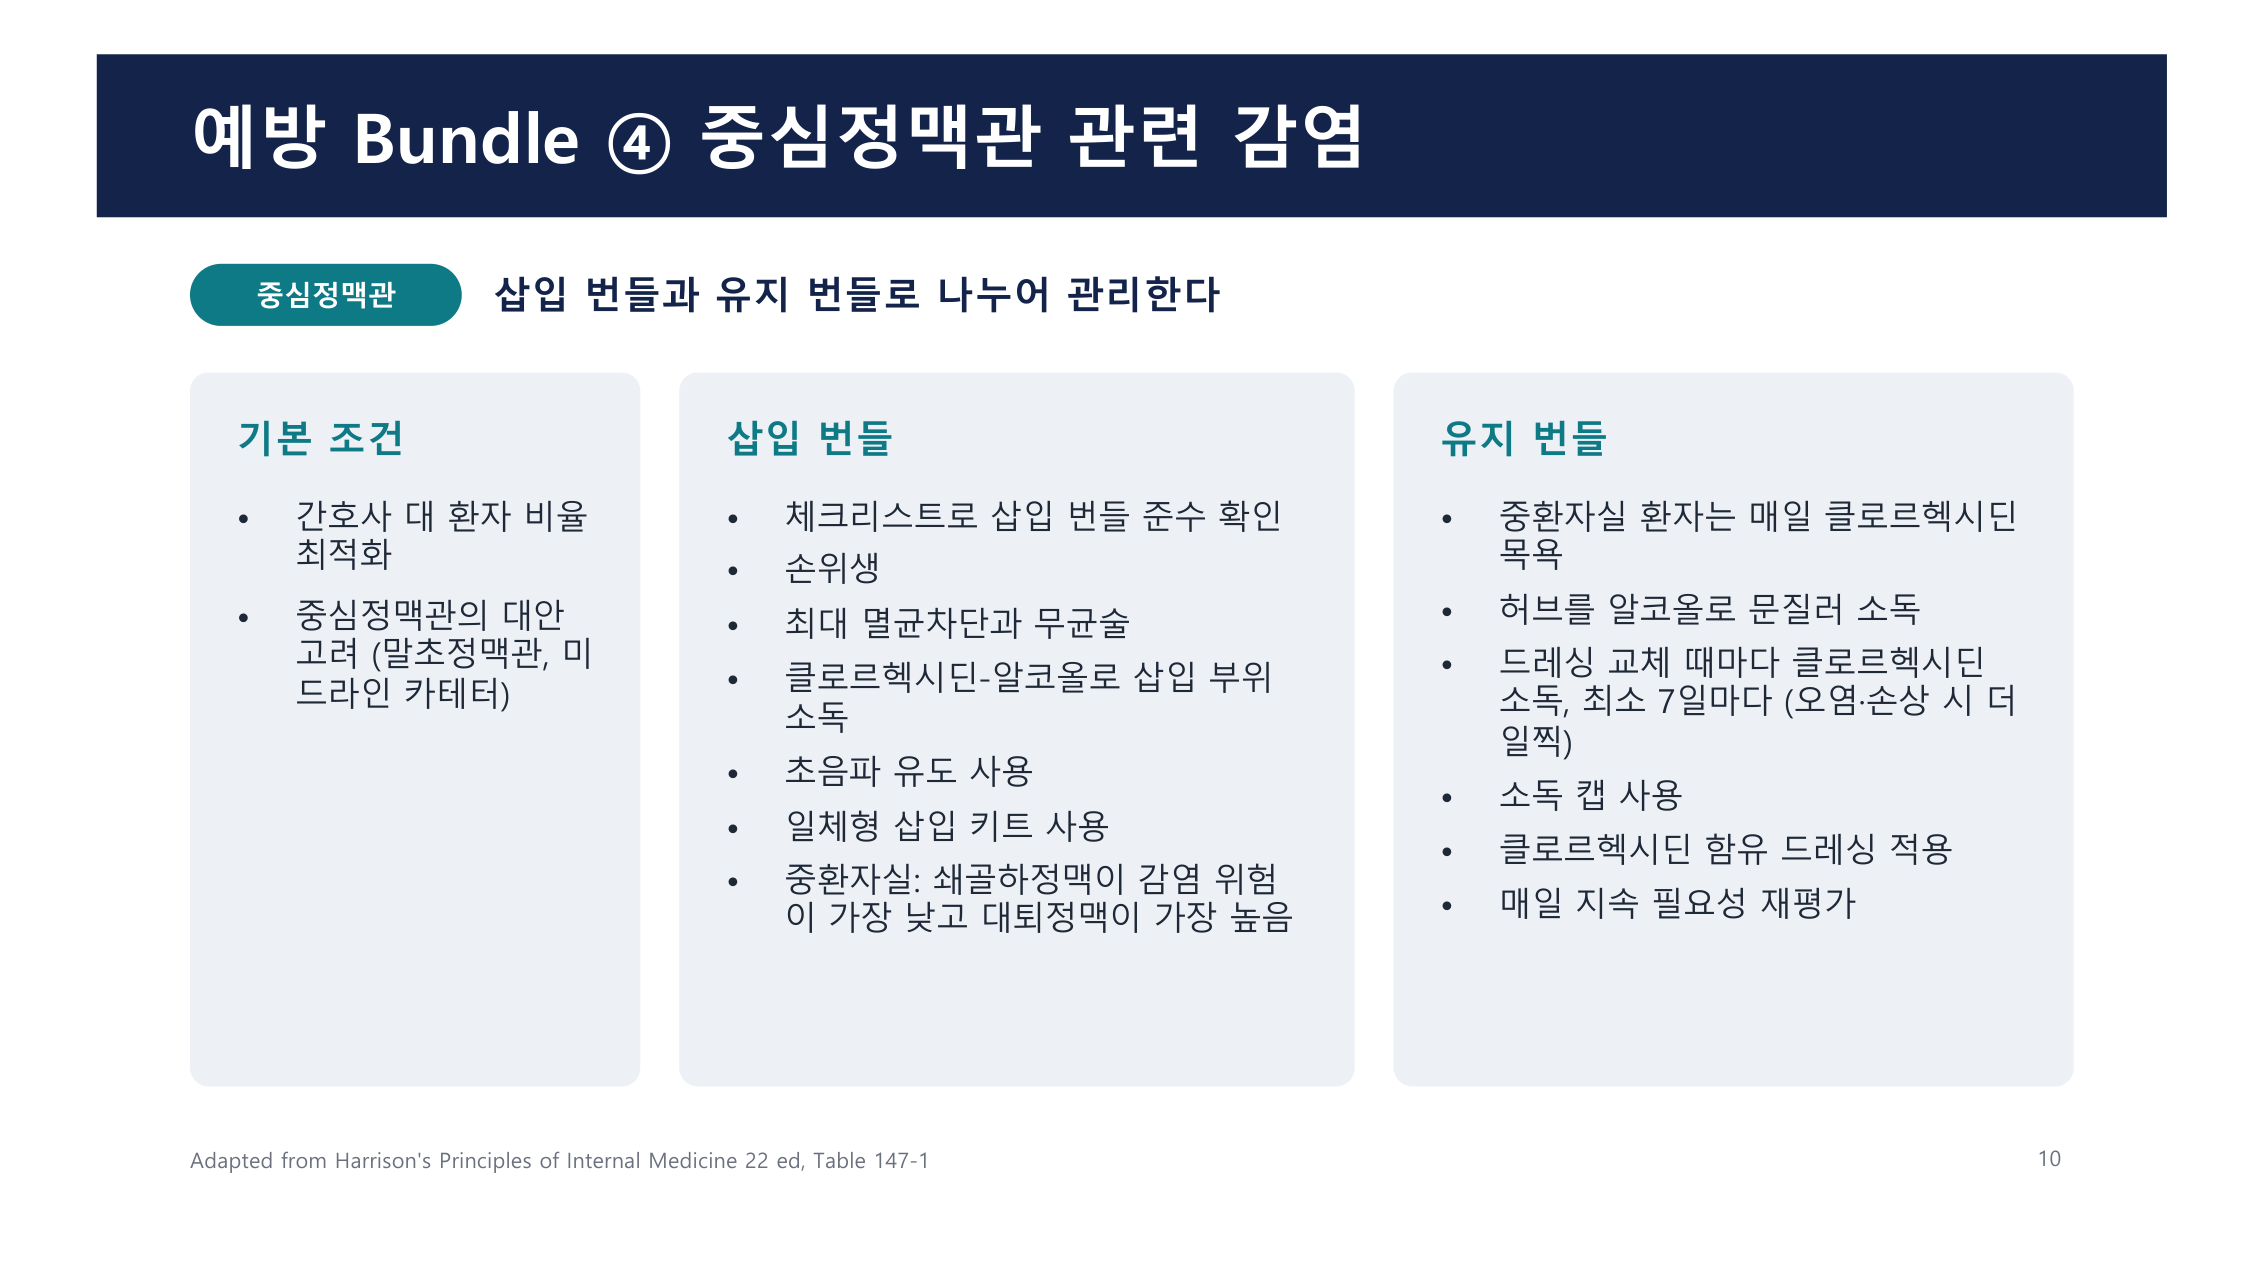 예방 Bundle ④ 중심정맥관 관련 감염
중심정맥관
삽입 번들과 유지 번들로 나누어 관리한다
기본 조건
• 간호사 대 환자 비율
최적화
• 중심정맥관의 대안
고려 (말초정맥관, 미
드라인 카테터)
삽입 번들
• 체크리스트로 삽입 번들 준수 확인
• 손위생
• 최대 멸균차단과 무균술
• 클로르헥시딘-알코올로 삽입 부위
소독
• 초음파 유도 사용
• 일체형 삽입 키트 사용
• 중환자실: 쇄골하정맥이 감염 위험
이 가장 낮고 대퇴정맥이 가장 높음
유지 번들
• 중환자실 환자는 매일 클로르헥시딘
목욕
• 허브를 알코올로 문질러 소독
• 드레싱 교체 때마다 클로르헥시딘
소독, 최소 7일마다 (오염·손상 시 더
일찍)
• 소독 캡 사용
• 클로르헥시딘 함유 드레싱 적용
• 매일 지속 필요성 재평가
Adapted from Harrison's Principles of Internal Medicine 22 ed, Table 147-1
10